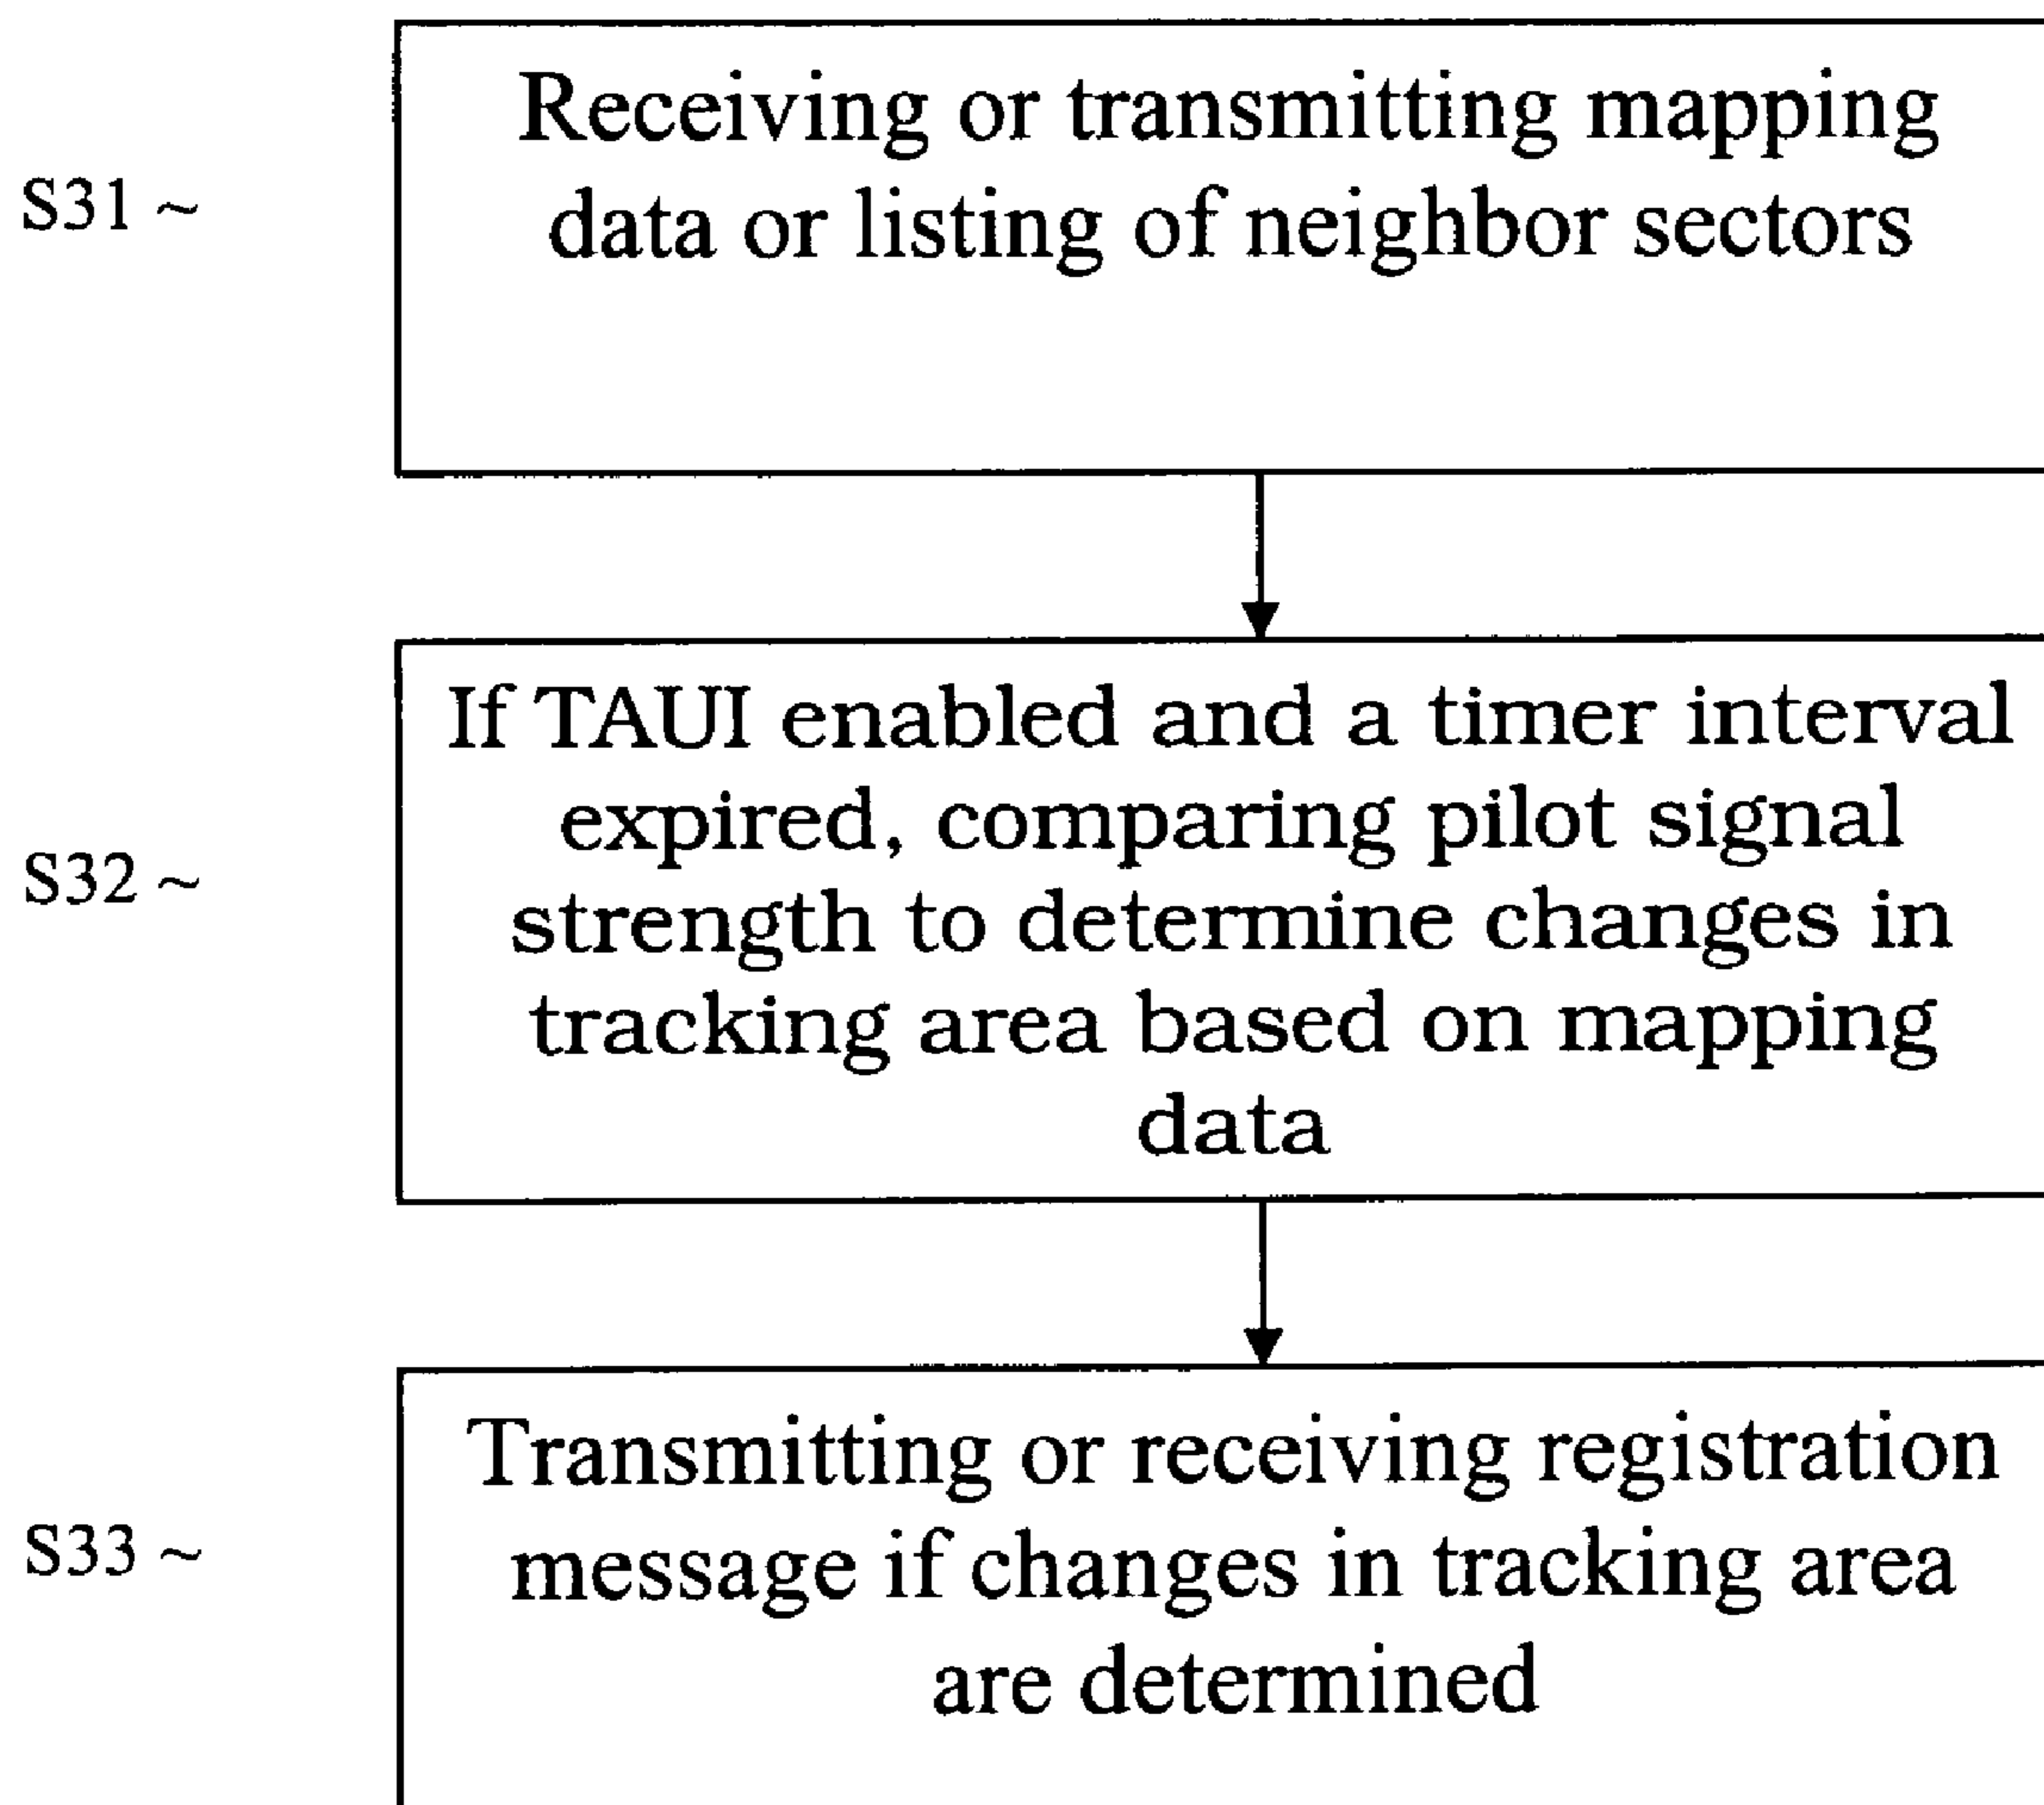 Receiving or transmitting mapping
S31 ~
data or listing of neighbor sectors
If TAUI enabled and a timer interval
expired, comparing pilot signal
S32 ~
strength to determine changes in
tracking area based on mapping
data
Transmitting or receiving registration
S33 ~
message if changes in tracking area
are determined